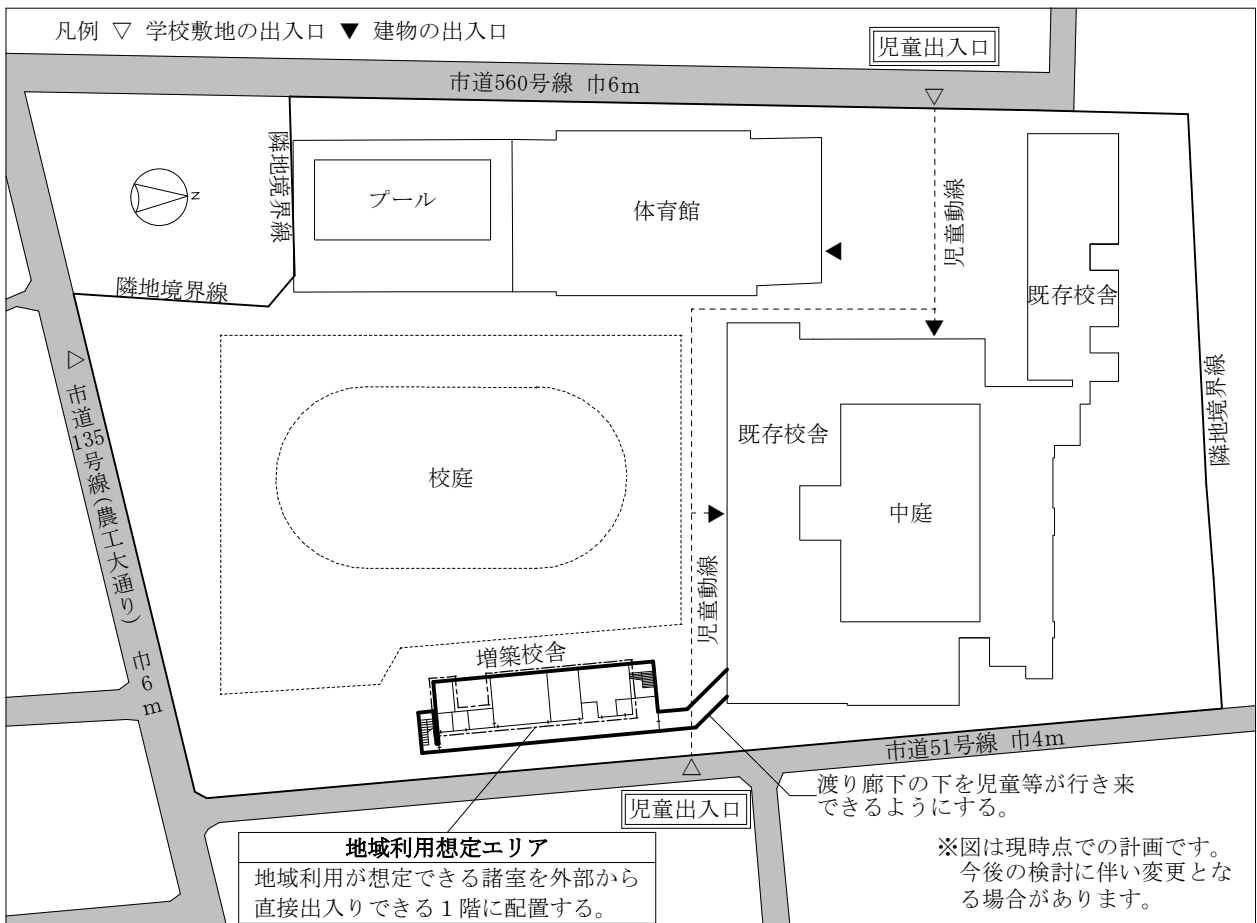 凡例 ▽ 学校敷地の出入口 ▼ 建物の出入口
児童出入口
市道560号線 巾6m
隣地境界線
プール
体育館
児童動線
既存校舎
N
隣地境界線
市道135号線(農工大通り) 巾6m
校庭
既存校舎
中庭
隣地境界線
児童動線
増築校舎
市道51号線 巾4m
児童出入口
渡り廊下の下を児童等が行き来
できるようにする。
地域利用想定エリア
地域利用が想定できる諸室を外部から
直接出入りできる1階に配置する。
※図は現時点での計画です。
今後の検討に伴い変更とな
る場合があります。